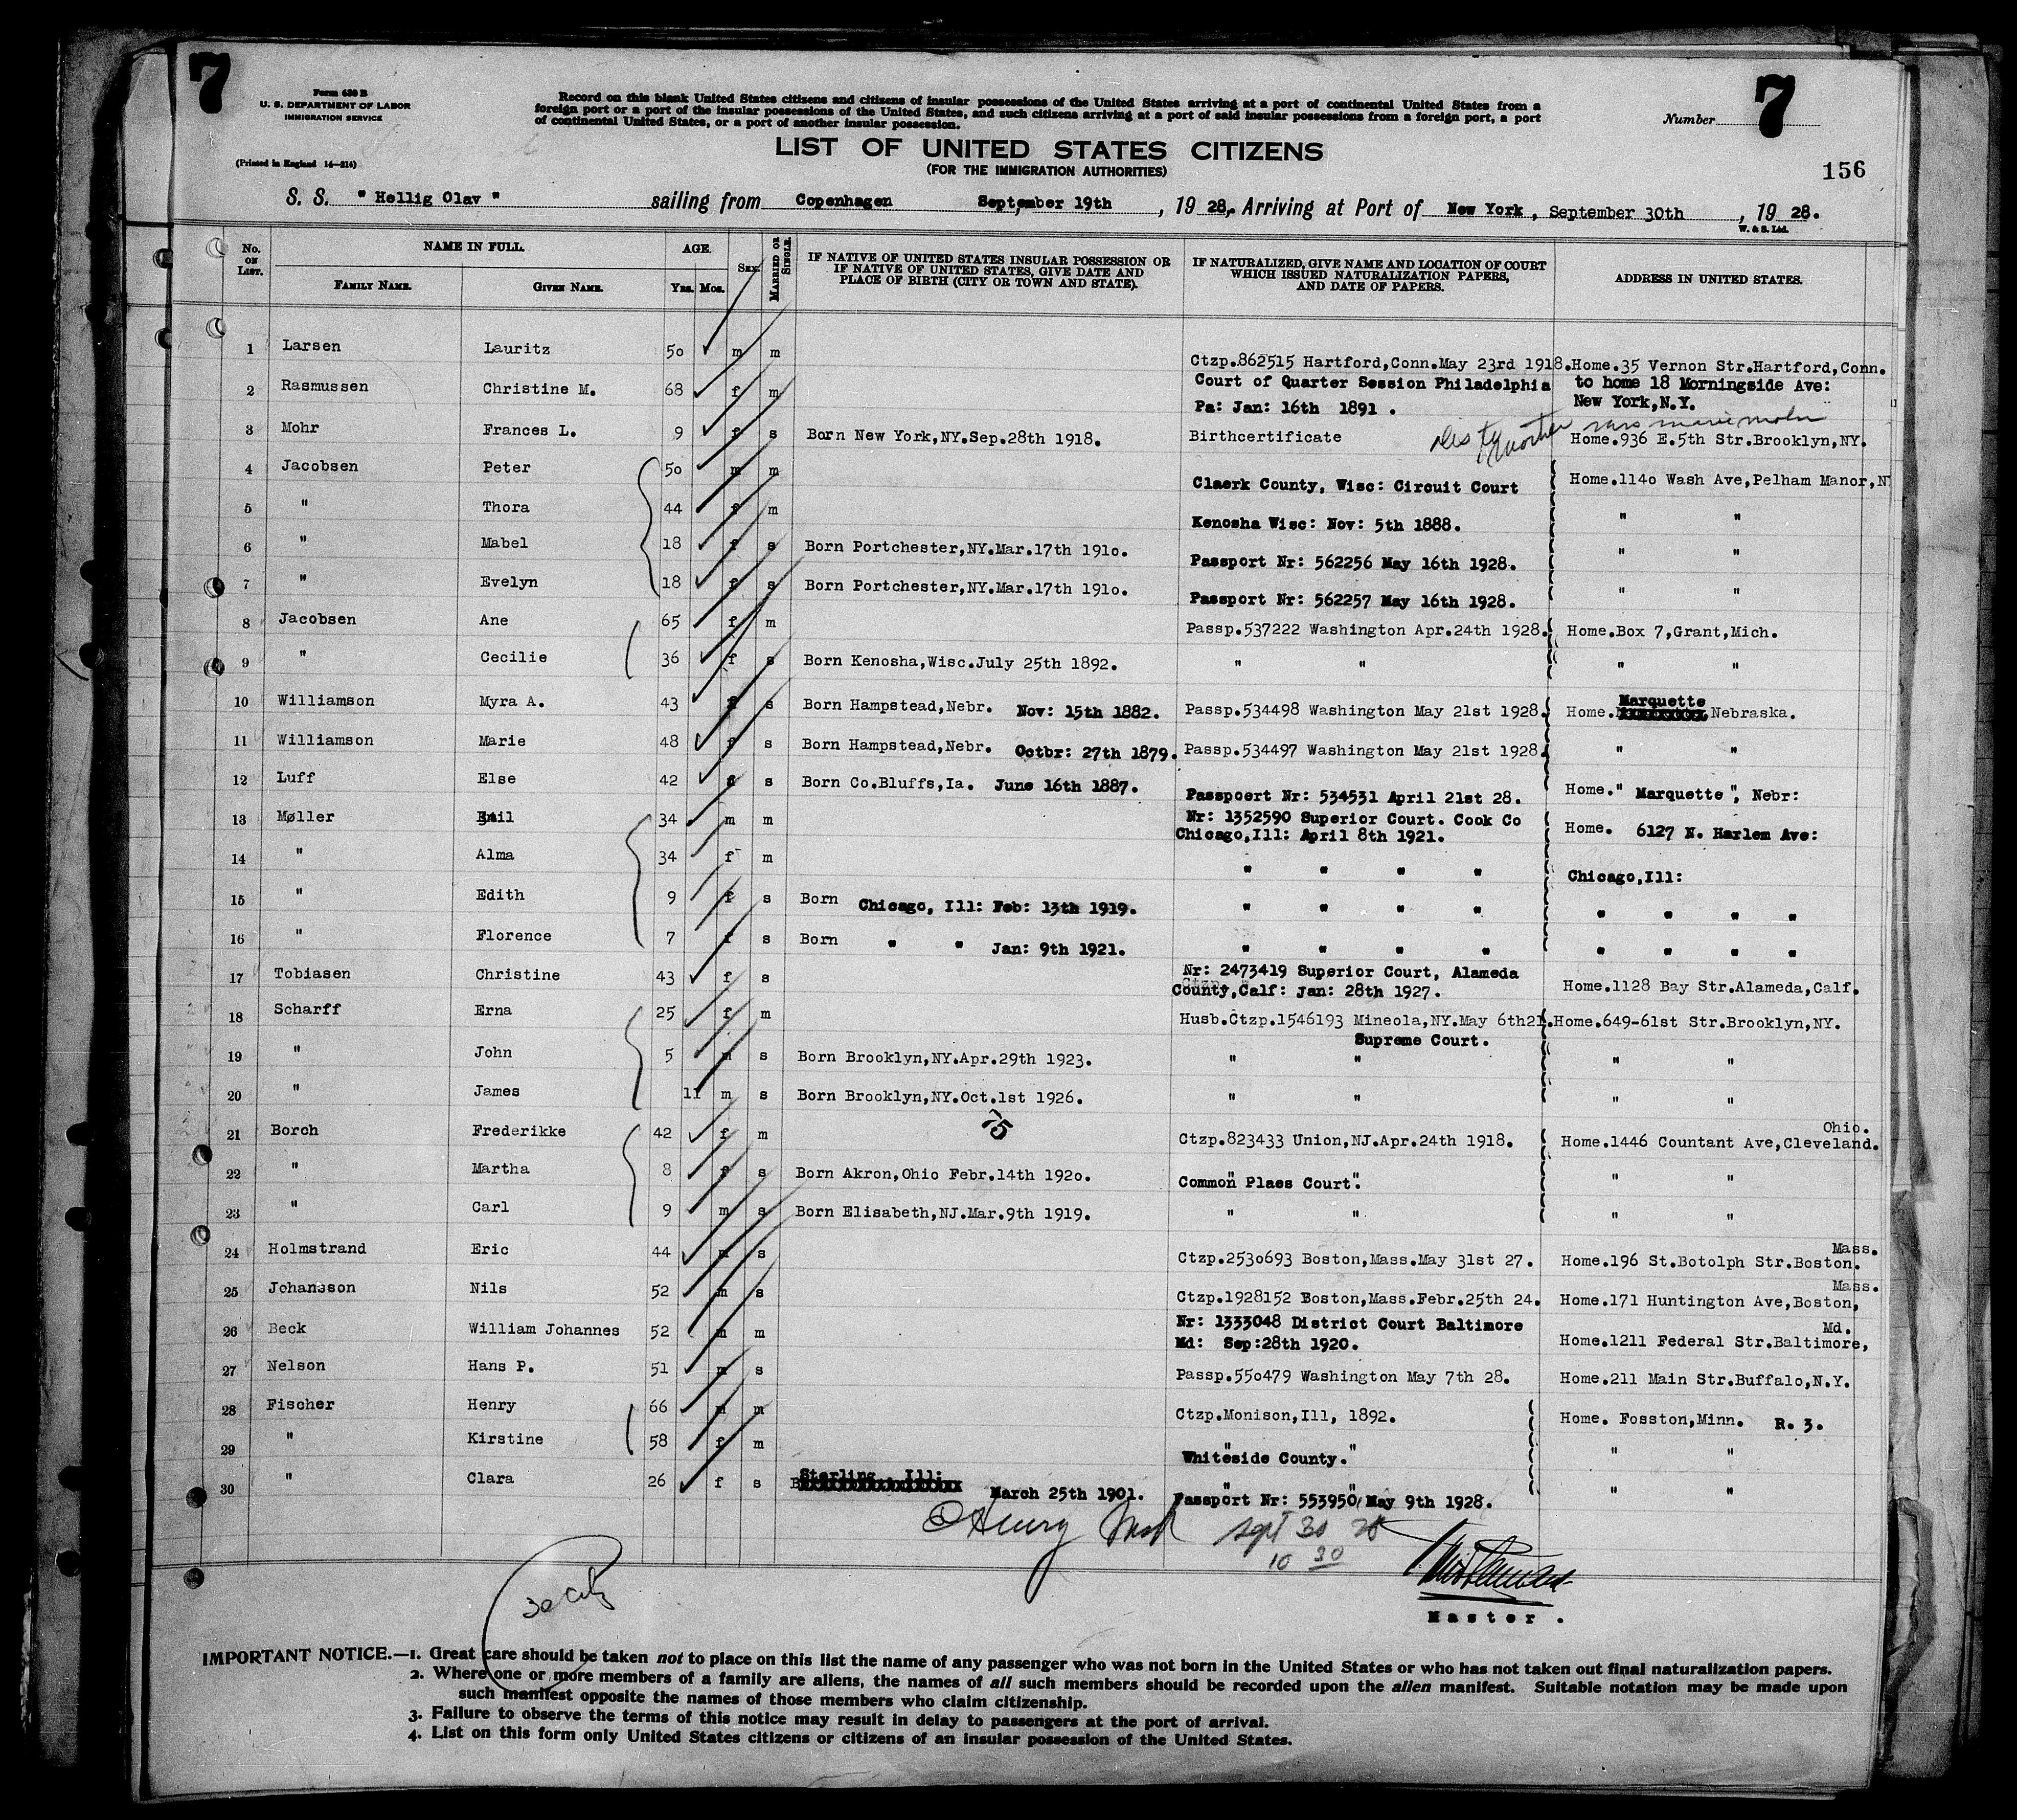 7
7
Form 630 B
U. S. DEPARTMENT OF LABOR
IMMIGRATION SERVICE
(Printed in England 14—214)
Record on this blank United States citizens and citizens of insular possessions of the United States arriving at a port of continental United States from a
foreign port or a port of the insular possessions of the United States, and such citizens arriving at a port of said insular possessions from a foreign port, a port
of continental United States, or a port of another insular possession.
Number
LIST OF UNITED STATES CITIZENS
(FOR THE IMMIGRATION AUTHORITIES)
156
S. S. " Hellig Olav " sailing from Copenhagen September 19th, 19 28, Arriving at Port of New York, September 30th, 19 28.
W. & S. Ltd.
No. ON LIST. NAME IN FULL. FAMILY NAME. GIVEN NAME. AGE. Yrs. Mos. SEX. MARRIED OR SINGLE. IF NATIVE OF UNITED STATES INSULAR POSSESSION OR IF NATIVE OF UNITED STATES, GIVE DATE AND PLACE OF BIRTH (CITY OR TOWN AND STATE). IF NATURALIZED, GIVE NAME AND LOCATION OF COURT WHICH ISSUED NATURALIZATION PAPERS, AND DATE OF PAPERS. ADDRESS IN UNITED STATES.
1 Larsen Lauritz 50 m m Ctzp.862515 Hartford,Conn.May 23rd 1918. Home.35 Vernon Str.Hartford,Conn.
2 Rasmussen Christine M. 68 f m Court of Quarter Session Philadelphia Pa: Jan: 16th 1891 . to home 18 Morningside Ave: New York,N.Y.
3 Mohr Frances L. 9 f s Born New York,NY.Sep.28th 1918. Birthcertificate Home.936 E.5th Str.Brooklyn,NY.
4 Jacobsen Peter 50 m m Claerk County, Wisc: Circuit Court Home.1140 Wash Ave,Pelham Manor,N
5 " Thora 44 f m Kenosha Wisc: Nov: 5th 1888. " "
6 " Mabel 18 f s Born Portchester,NY.Mar.17th 1910. Passport Nr: 562256 May 16th 1928. " "
7 " Evelyn 18 f s Born Portchester,NY.Mar.17th 1910. Passport Nr: 562257 May 16th 1928. " "
8 Jacobsen Ane 65 f m Passp.537222 Washington Apr.24th 1928. Home.Box 7,Grant,Mich.
9 " Cecilie 36 f s Born Kenosha,Wisc.July 25th 1892. " " " "
10 Williamson Myra A. 43 f s Born Hampstead,Nebr. Nov: 15th 1882. Passp.534498 Washington May 21st 1928. Home. Marquette Nebraska.
11 Williamson Marie 48 f s Born Hampstead,Nebr. Octbr: 27th 1879. Passp.534497 Washington May 21st 1928. " "
12 Luff Else 42 f s Born Co.Bluffs,Ia. June 16th 1887. Passpoert Nr: 534531 April 21st 28. Home." Marquette", Nebr:
13 Møller Emil 34 m m Nr: 1352590 Superior Court. Cook Co Chicago,Ill: April 8th 1921. Home. 6127 N. Harlem Ave:
14 " Alma 34 f m " " " " Chicago,Ill:
15 " Edith 9 f s Born Chicago, Ill: Feb: 13th 1919. " " " " " " " "
16 " Florence 7 f s Born " " Jan: 9th 1921. " " " " " " " "
17 Tobiasen Christine 43 f s Nr: 2473419 Superior Court, Alameda County,Calf: Jan: 28th 1927. Home.1128 Bay Str.Alameda,Calf.
18 Scharff Erna 25 f m Husb.Ctzp.1546193 Mineola,NY.May 6th21. Home.649-61st Str.Brooklyn,NY.
Supreme Court.
19 " John 5 m s Born Brooklyn,NY.Apr.29th 1923. " " " "
20 " James 11 m s Born Brooklyn,NY.Oct.1st 1926. " " " "
21 Borch Frederikke 42 f m Ctzp.823433 Union,NJ.Apr.24th 1918. Home.1446 Countant Ave,Cleveland. Ohio.
22 " Martha 8 f s Born Akron,Ohio Febr.14th 1920. Common Plaes Court. " " " "
23 " Carl 9 m s Born Elisabeth,NJ.Mar.9th 1919. " " " "
24 Holmstrand Eric 44 m s Ctzp.2530693 Boston,Mass.May 31st 27. Home.196 St.Botolph Str.Boston. Mass.
25 Johansson Nils 52 m s Ctzp.1928152 Boston,Mass.Febr.25th 24. Home.171 Huntington Ave,Boston, Mass.
26 Beck William Johannes 52 m m Nr: 1333048 District Court Baltimore Md: Sep:28th 1920. Home.1211 Federal Str.Baltimore, Md.
27 Nelson Hans P. 51 m s Passp.550479 Washington May 7th 28. Home.211 Main Str.Buffalo,N.Y.
28 Fischer Henry 66 m m Ctzp.Monison,Ill, 1892. Home. Fosston,Minn. R. 3.
29 " Kirstine 58 f m Whiteside County. " " " "
30 " Clara 26 f s Sterling, Ill: March 25th 1901. Passport Nr: 553950 May 9th 1928. " "
Henry Sept 30 28
10 30
Master .
IMPORTANT NOTICE.—1. Great care should be taken not to place on this list the name of any passenger who was not born in the United States or who has not taken out final naturalization papers.
2. Where one or more members of a family are aliens, the names of all such members should be recorded upon the alien manifest. Suitable notation may be made upon
such manifest opposite the names of those members who claim citizenship.
3. Failure to observe the terms of this notice may result in delay to passengers at the port of arrival.
4. List on this form only United States citizens or citizens of an insular possession of the United States.